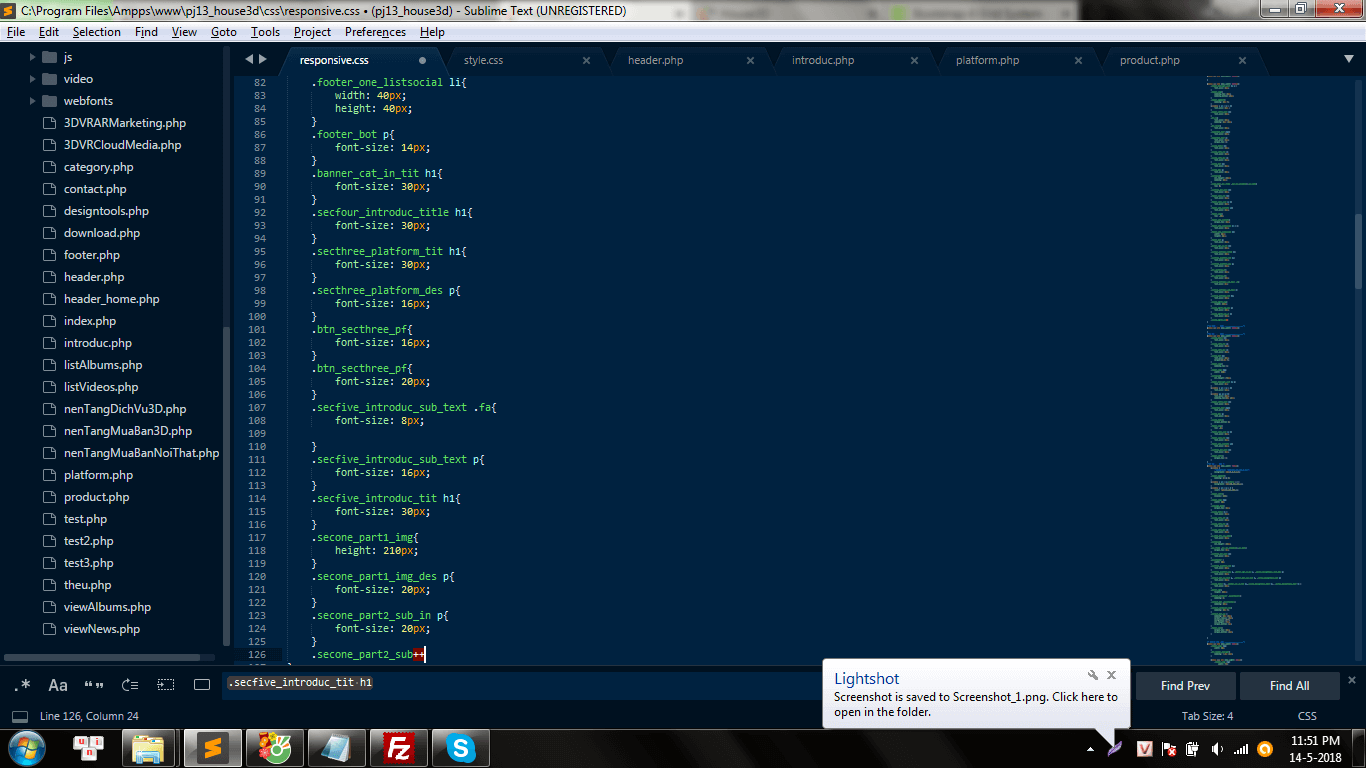 C:\Program Files\Ampps\www\pj13_house3d\css\responsive.css • (pj13_house3d) - Sublime Text (UNREGISTERED)
File Edit Selection Find View Goto Tools Project Preferences Help
js
video
webfonts
3DVRARMarketing.php
3DVRCloudMedia.php
category.php
contact.php
designtools.php
download.php
footer.php
header.php
header_home.php
index.php
introduc.php
listAlbums.php
listVideos.php
nenTangDichVu3D.php
nenTangMuaBan3D.php
nenTangMuaBanNoiThat.php
platform.php
product.php
test.php
test2.php
test3.php
theu.php
viewAlbums.php
viewNews.php
responsive.css style.css header.php introduc.php platform.php product.php
82 .footer_one_listsocial li{
83 width: 40px;
84 height: 40px;
85 }
86 .footer_bot p{
87 font-size: 14px;
88 }
89 .banner_cat_in_tit h1{
90 font-size: 30px;
91 }
92 .secfour_introduc_title h1{
93 font-size: 30px;
94 }
95 .secthree_platform_tit h1{
96 font-size: 30px;
97 }
98 .secthree_platform_des p{
99 font-size: 16px;
100 }
101 .btn_secthree_pf{
102 font-size: 16px;
103 }
104 .btn_secthree_pf{
105 font-size: 20px;
106 }
107 .secfive_introduc_sub_text .fa{
108 font-size: 8px;
109
110 }
111 .secfive_introduc_sub_text p{
112 font-size: 16px;
113 }
114 .secfive_introduc_tit h1{
115 font-size: 30px;
116 }
117 .secone_part1_img{
118 height: 210px;
119 }
120 .secone_part1_img_des p{
121 font-size: 20px;
122 }
123 .secone_part2_sub_in p{
124 font-size: 20px;
125 }
126 .secone_part2_sub++
.* Aa “” .secfive_introduc_tit h1 Find Prev Find All
Lightshot
Screenshot is saved to Screenshot_1.png. Click here to
open in the folder.
Line 126, Column 24 Tab Size: 4 CSS
u i n
S Fz S V
11:51 PM
14-5-2018